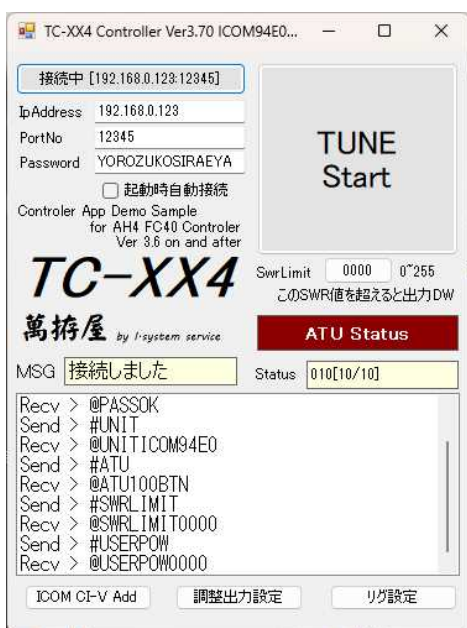 TC-XX4 Controller Ver3.70 ICOM94E0...
接続中 [192.168.0.123:12345]
IpAddress 192.168.0.123
PortNo 12345
Password YOROZUKOSIRAEYA
起動時自動接続
TUNE
Start
Controler App Demo Sample
for AH4 FC40 Controler
Ver 3.6 on and after
TC-XX4
萬拵屋 by I-system service
SwrLimit 0000 0~255
このSWR値を超えると出力DW
ATU Status
MSG 接続しました
Status 010[10/10]
Recv > @PASSOK
Send > #UNIT
Recv > @UNITICOM94E0
Send > #ATU
Recv > @ATU100BTN
Send > #SWRLIMIT
Recv > @SWRLIMIT0000
Send > #USERPOW
Recv > @USERPOW0000
ICOM CI-V Add 調整出力設定 リグ設定